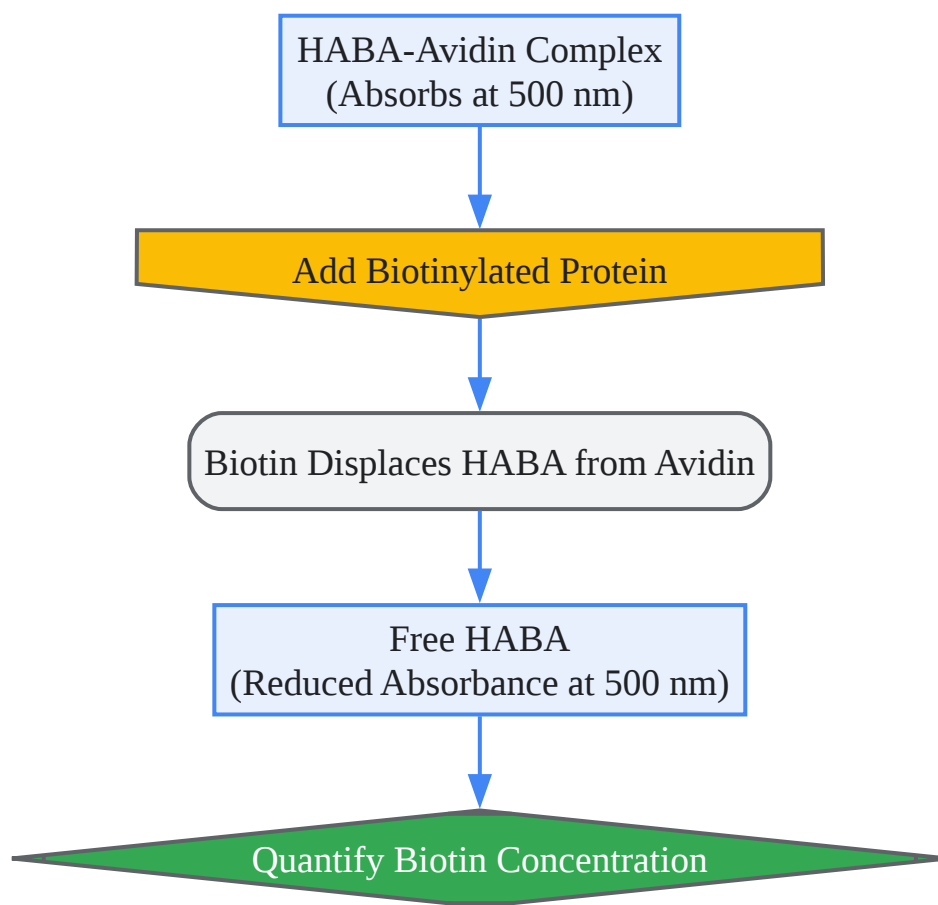 HABA-Avidin Complex
(Absorbs at 500 nm)
Add Biotinylated Protein
Biotin Displaces HABA from Avidin
Free HABA
(Reduced Absorbance at 500 nm)
Quantify Biotin Concentration